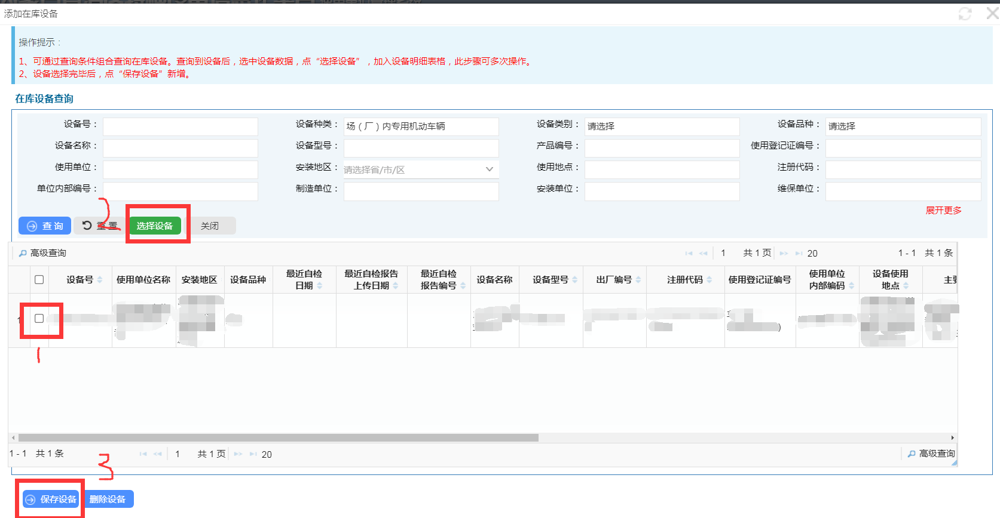 添加在库设备
操作提示：
1、可通过查询条件组合查询在库设备。查询到设备后，选中设备数据，点“选择设备”，加入设备明细表格，此步骤可多次操作。
2、设备选择完毕后，点“保存设备”新增。
在库设备查询
设备号： 设备种类： 场（厂）内专用机动车辆 设备类别： 请选择 设备品种： 请选择
设备名称： 设备型号： 产品编号： 使用登记证编号：
使用单位： 安装地区： 请选择省/市/区 使用地点： 注册代码：
单位内部编号： 制造单位： 安装单位： 维保单位：
展开更多
2
查 询 重 置 选择设备 关闭
高级查询 1 共 1 页 20 1 - 1 共 1 条
设备号 使用单位名称 安装地区 设备品种 最近自检日期 最近自检报告上传日期 最近自检报告编号 设备名称 设备型号 出厂编号 注册代码 使用登记证编号 使用单位内部编码 设备使用地点 主
1
1 - 1 共 1 条 1 共 1 页 20 高级查询
3
保存设备 删除设备